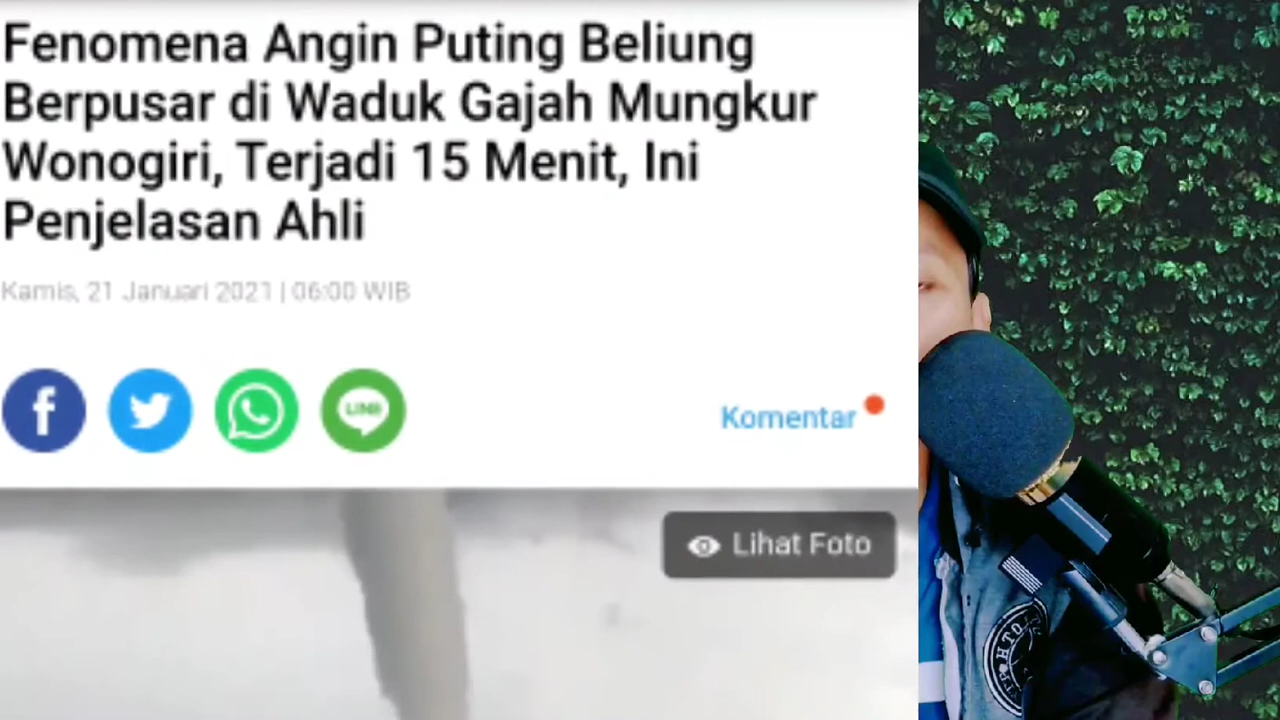 Fenomena Angin Puting Beliung
Berpusar di Waduk Gajah Mungkur
Wonogiri, Terjadi 15 Menit, Ini
Penjelasan Ahli
Kamis, 21 Januari 2021 | 06:00 WIB
LINE
Komentar
Lihat Foto